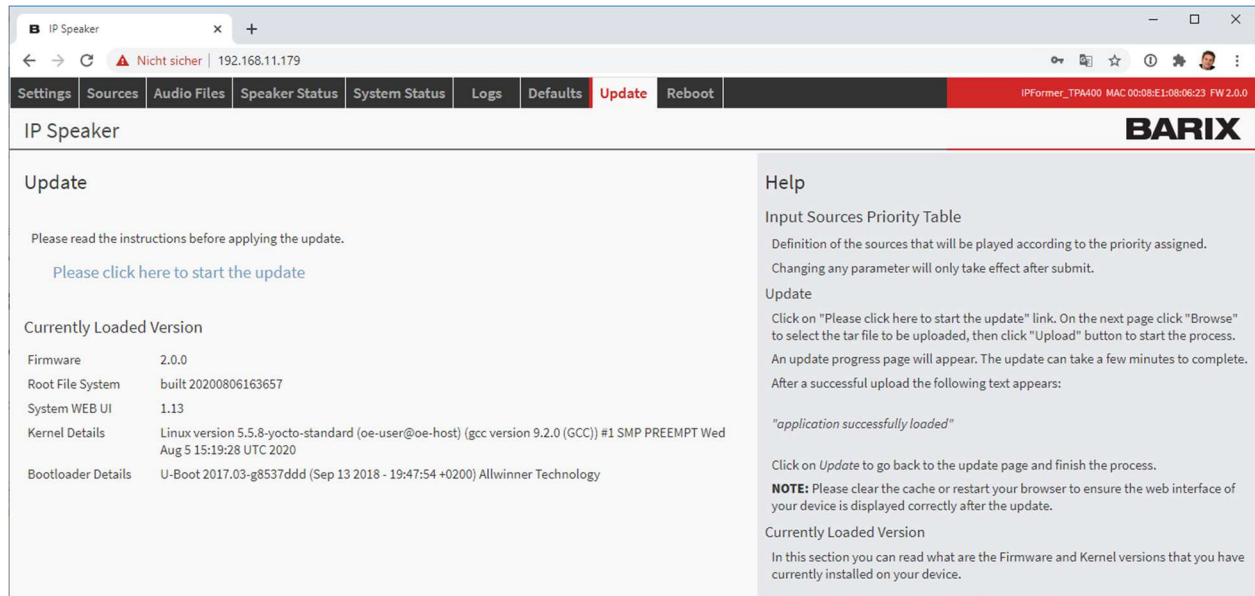 B IP Speaker
Nicht sicher | 192.168.11.179
Settings Sources Audio Files Speaker Status System Status Logs Defaults Update Reboot
IPFormer_TPA400 MAC 00:08:E1:08:06:23 FW 2.0.0
IP Speaker
BARIX
Update
Please read the instructions before applying the update.
Please click here to start the update
Currently Loaded Version
Firmware 2.0.0
Root File System built 20200806163657
System WEB UI 1.13
Kernel Details Linux version 5.5.8-yocto-standard (oe-user@oe-host) (gcc version 9.2.0 (GCC)) #1 SMP PREEMPT Wed
Aug 5 15:19:28 UTC 2020
Bootloader Details U-Boot 2017.03-g8537ddd (Sep 13 2018 - 19:47:54 +0200) Allwinner Technology
Help
Input Sources Priority Table
Definition of the sources that will be played according to the priority assigned.
Changing any parameter will only take effect after submit.
Update
Click on "Please click here to start the update" link. On the next page click "Browse"
to select the tar file to be uploaded, then click "Upload" button to start the process.
An update progress page will appear. The update can take a few minutes to complete.
After a successful upload the following text appears:
"application successfully loaded"
Click on Update to go back to the update page and finish the process.
NOTE: Please clear the cache or restart your browser to ensure the web interface of
your device is displayed correctly after the update.
Currently Loaded Version
In this section you can read what are the Firmware and Kernel versions that you have
currently installed on your device.